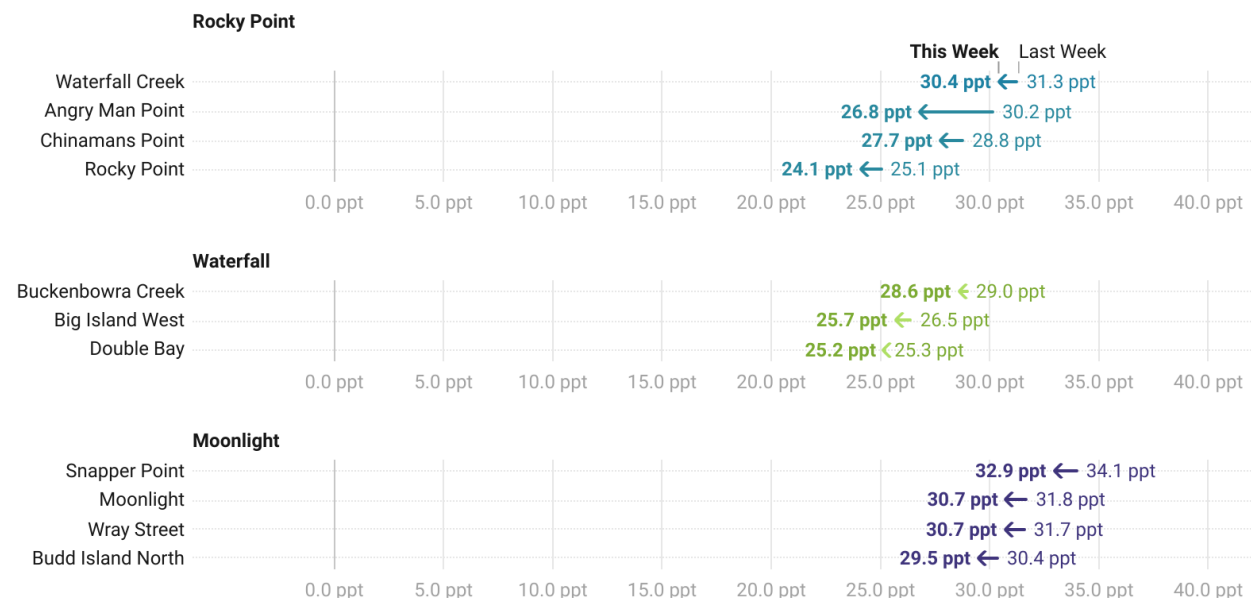 Rocky Point
This Week Last Week
Waterfall Creek 30.4 ppt 31.3 ppt
Angry Man Point 26.8 ppt 30.2 ppt
Chinamans Point 27.7 ppt 28.8 ppt
Rocky Point 24.1 ppt 25.1 ppt
0.0 ppt 5.0 ppt 10.0 ppt 15.0 ppt 20.0 ppt 25.0 ppt 30.0 ppt 35.0 ppt 40.0 ppt
Waterfall
Buckenbowra Creek 28.6 ppt 29.0 ppt
Big Island West 25.7 ppt 26.5 ppt
Double Bay 25.2 ppt 25.3 ppt
0.0 ppt 5.0 ppt 10.0 ppt 15.0 ppt 20.0 ppt 25.0 ppt 30.0 ppt 35.0 ppt 40.0 ppt
Moonlight
Snapper Point 32.9 ppt 34.1 ppt
Moonlight 30.7 ppt 31.8 ppt
Wray Street 30.7 ppt 31.7 ppt
Budd Island North 29.5 ppt 30.4 ppt
0.0 ppt 5.0 ppt 10.0 ppt 15.0 ppt 20.0 ppt 25.0 ppt 30.0 ppt 35.0 ppt 40.0 ppt